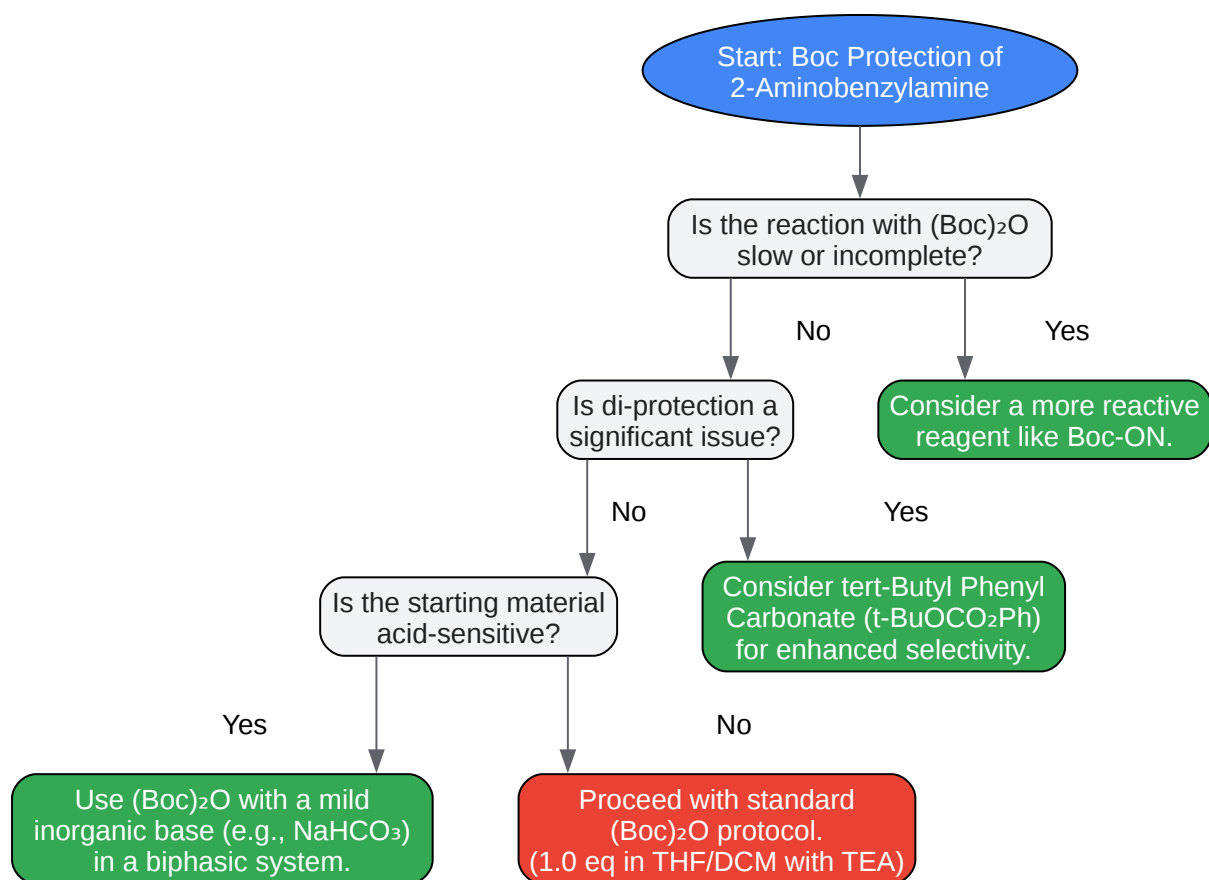 Start: Boc Protection of
2-Aminobenzylamine
Is the reaction with (Boc)₂O
slow or incomplete?
No
Yes
Is di-protection a
significant issue?
Consider a more reactive
reagent like Boc-ON.
No
Yes
Is the starting material
acid-sensitive?
Consider tert-Butyl Phenyl
Carbonate (t-BuOCO₂Ph)
for enhanced selectivity.
Yes
No
Use (Boc)₂O with a mild
inorganic base (e.g., NaHCO₃)
in a biphasic system.
Proceed with standard
(Boc)₂O protocol.
(1.0 eq in THF/DCM with TEA)